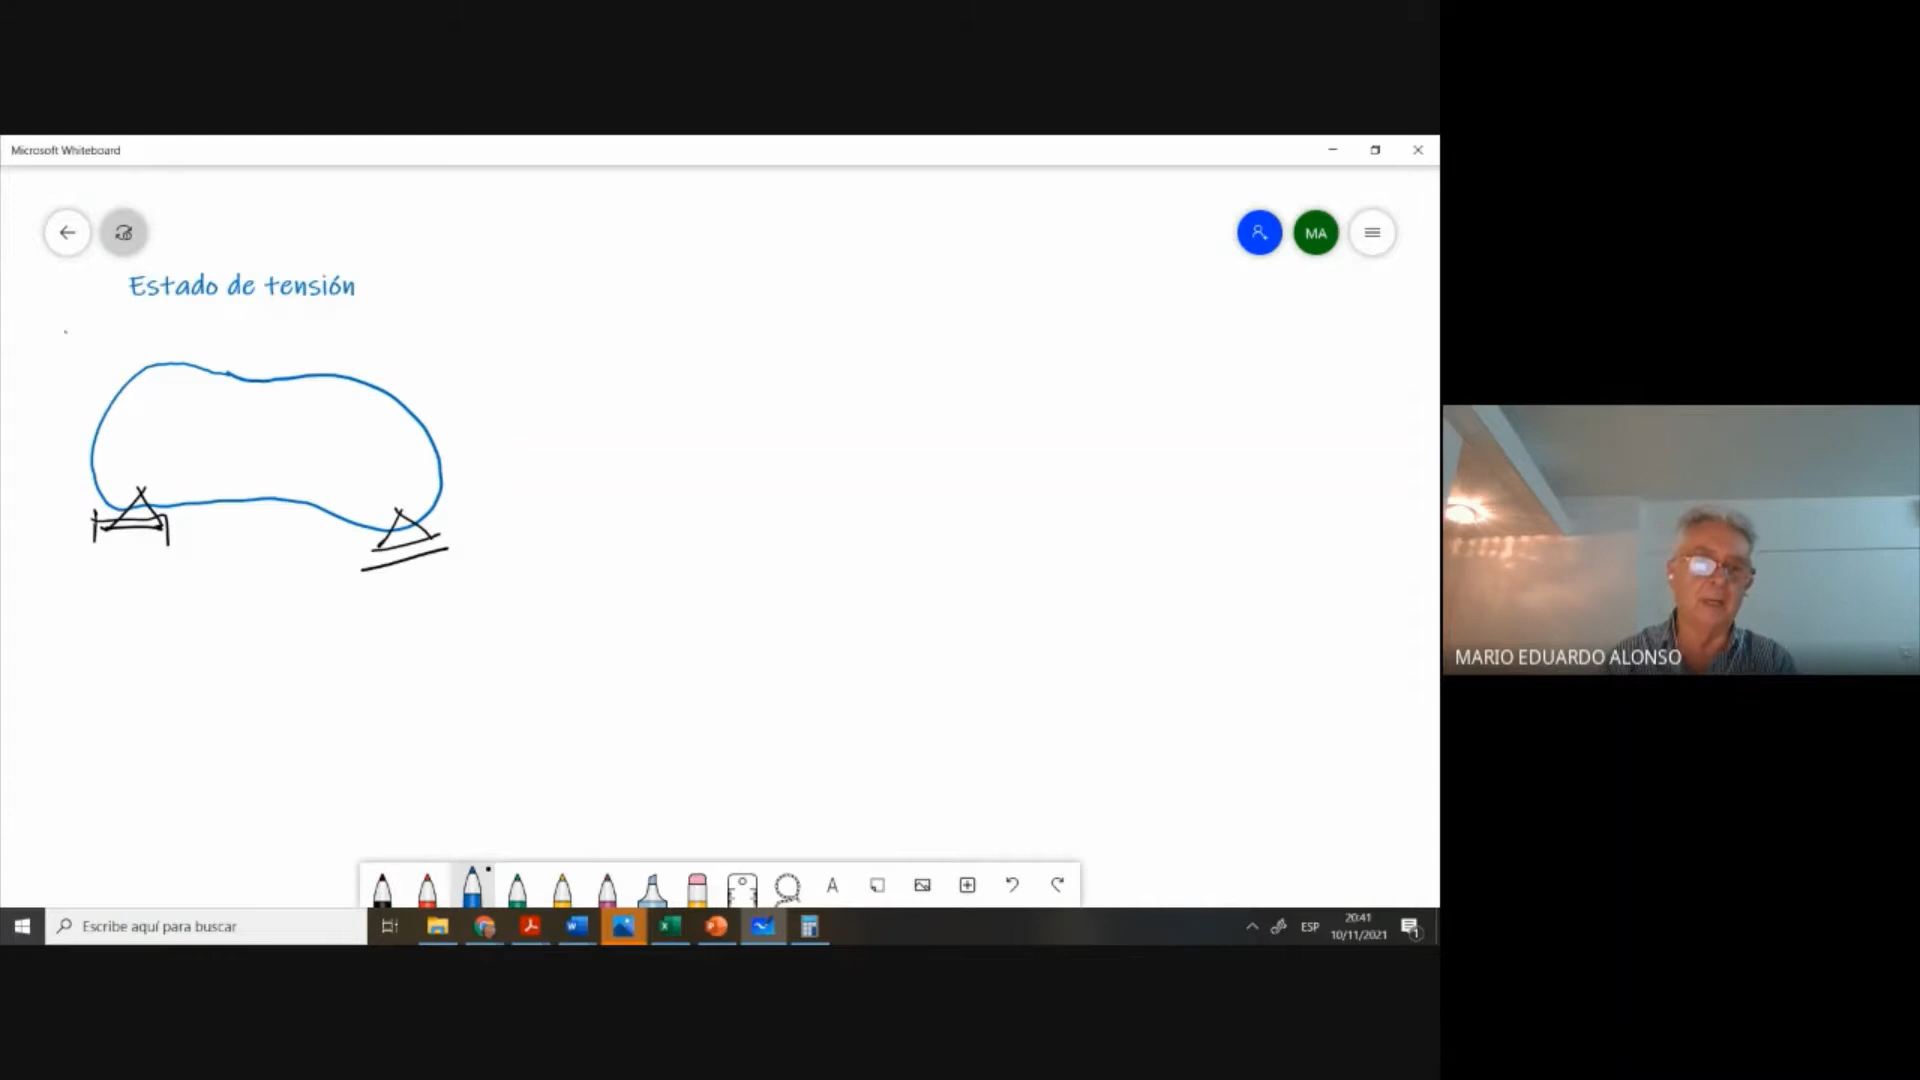 Microsoft Whiteboard
MA
Estado de tensión
MARIO EDUARDO ALONSO
A
Escribe aquí para buscar
ESP
20:41
10/11/2021
1